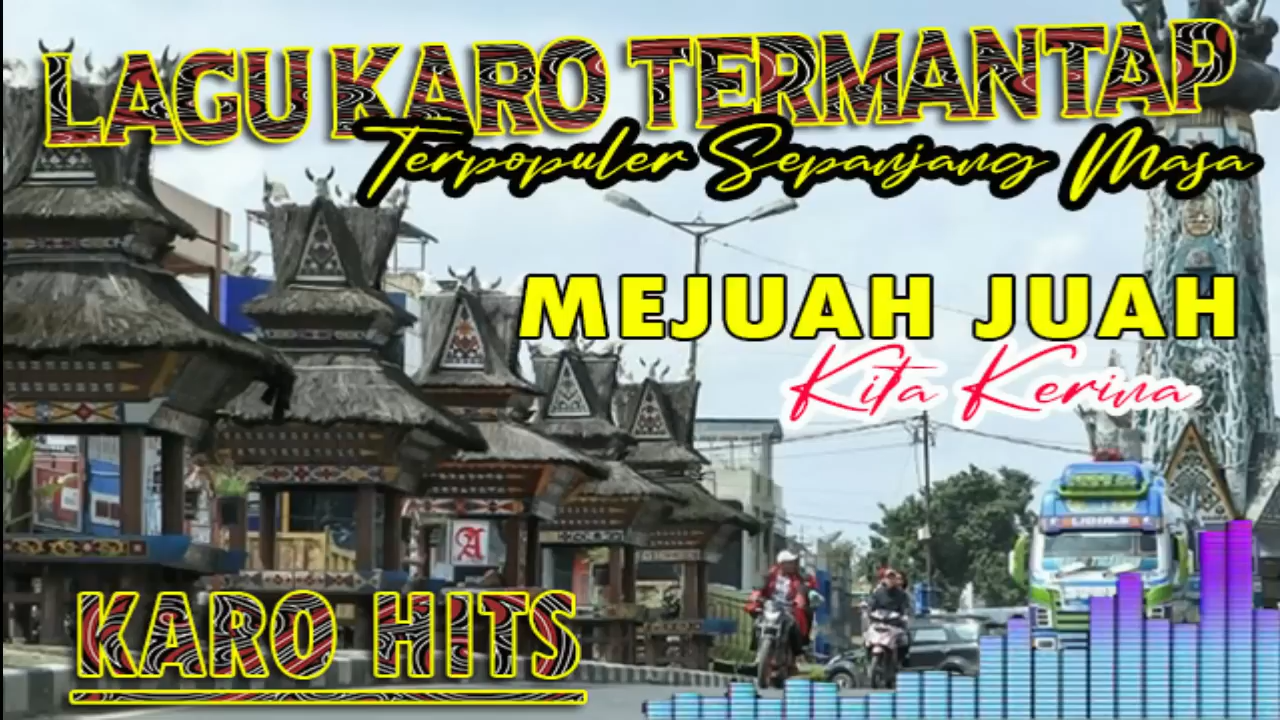 LAGU KARO TERMANTAP
Terpopuler Sepanjang Masa
MEJUAH JUAH
Kita Kerina
A
KARO HITS